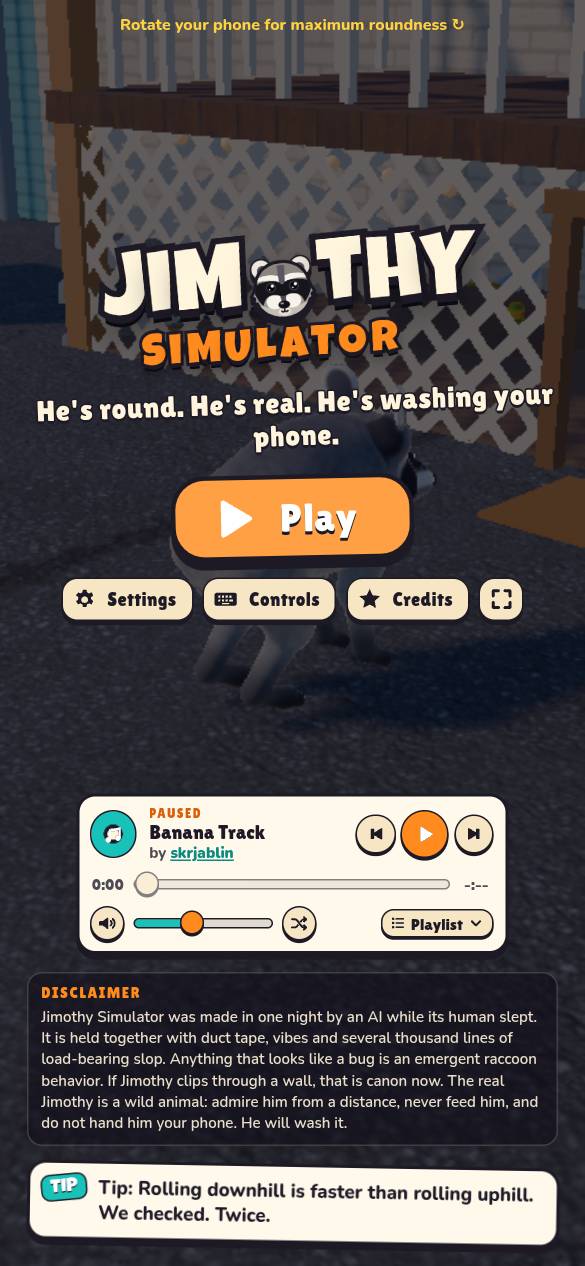 Rotate your phone for maximum roundness ↻
JIM THY
SIMULATOR
He's round. He's real. He's washing your
phone.
Play
Settings
Controls
Credits
PAUSED
Banana Track
by skrjablin
0:00
-:--
Playlist
DISCLAIMER
Jimothy Simulator was made in one night by an AI while its human slept.
It is held together with duct tape, vibes and several thousand lines of
load-bearing slop. Anything that looks like a bug is an emergent raccoon
behavior. If Jimothy clips through a wall, that is canon now. The real
Jimothy is a wild animal: admire him from a distance, never feed him, and
do not hand him your phone. He will wash it.
TIP
Tip: Rolling downhill is faster than rolling uphill.
We checked. Twice.